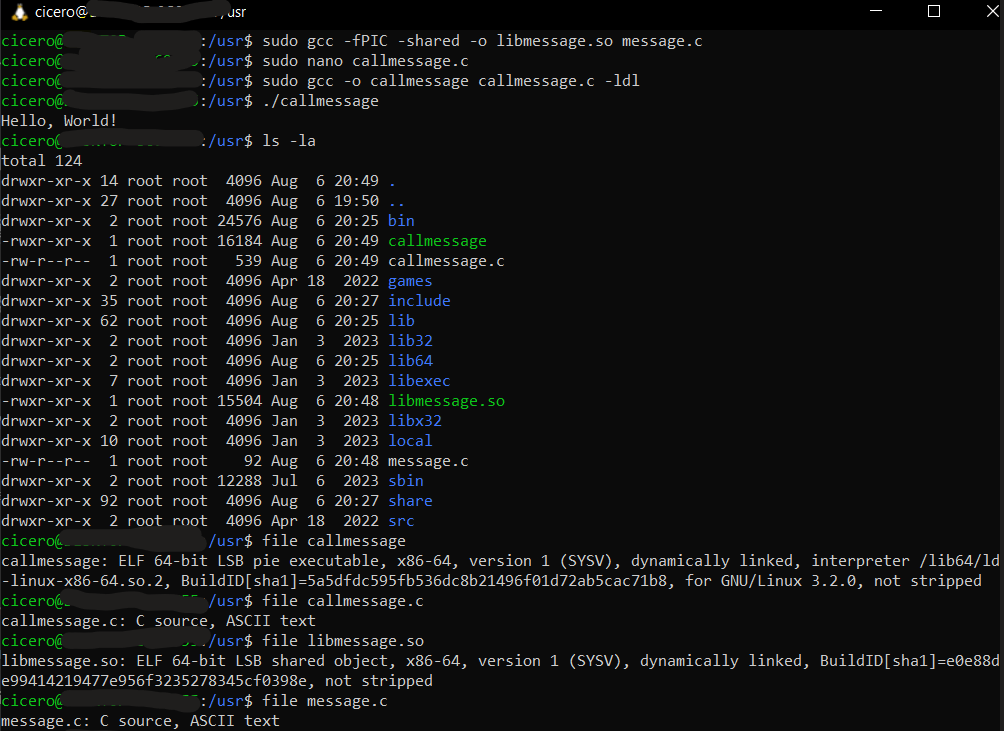 cicero@ /usr
cicero@ :/usr$ sudo gcc -fPIC -shared -o libmessage.so message.c
cicero@ :/usr$ sudo nano callmessage.c
cicero@ :/usr$ sudo gcc -o callmessage callmessage.c -ldl
cicero@ :/usr$ ./callmessage
Hello, World!
cicero@ :/usr$ ls -la
total 124
drwxr-xr-x 14 root root  4096 Aug  6 20:49 .
drwxr-xr-x 27 root root  4096 Aug  6 19:50 ..
drwxr-xr-x  2 root root 24576 Aug  6 20:25 bin
-rwxr-xr-x  1 root root 16184 Aug  6 20:49 callmessage
-rw-r--r--  1 root root   539 Aug  6 20:49 callmessage.c
drwxr-xr-x  2 root root  4096 Apr 18  2022 games
drwxr-xr-x 35 root root  4096 Aug  6 20:27 include
drwxr-xr-x 62 root root  4096 Aug  6 20:25 lib
drwxr-xr-x  2 root root  4096 Jan  3  2023 lib32
drwxr-xr-x  2 root root  4096 Aug  6 20:25 lib64
drwxr-xr-x  7 root root  4096 Jan  3  2023 libexec
-rwxr-xr-x  1 root root 15504 Aug  6 20:48 libmessage.so
drwxr-xr-x  2 root root  4096 Jan  3  2023 libx32
drwxr-xr-x 10 root root  4096 Jan  3  2023 local
-rw-r--r--  1 root root    92 Aug  6 20:48 message.c
drwxr-xr-x  2 root root 12288 Jul  6  2023 sbin
drwxr-xr-x 92 root root  4096 Aug  6 20:27 share
drwxr-xr-x  2 root root  4096 Apr 18  2022 src
cicero@ /usr$ file callmessage
callmessage: ELF 64-bit LSB pie executable, x86-64, version 1 (SYSV), dynamically linked, interpreter /lib64/ld
-linux-x86-64.so.2, BuildID[sha1]=5a5dfdc595fb536dc8b21496f01d72ab5cac71b8, for GNU/Linux 3.2.0, not stripped
cicero@ /usr$ file callmessage.c
callmessage.c: C source, ASCII text
cicero@ :/usr$ file libmessage.so
libmessage.so: ELF 64-bit LSB shared object, x86-64, version 1 (SYSV), dynamically linked, BuildID[sha1]=e0e88d
e99414219477e956f3235278345cf0398e, not stripped
cicero@ :/usr$ file message.c
message.c: C source, ASCII text